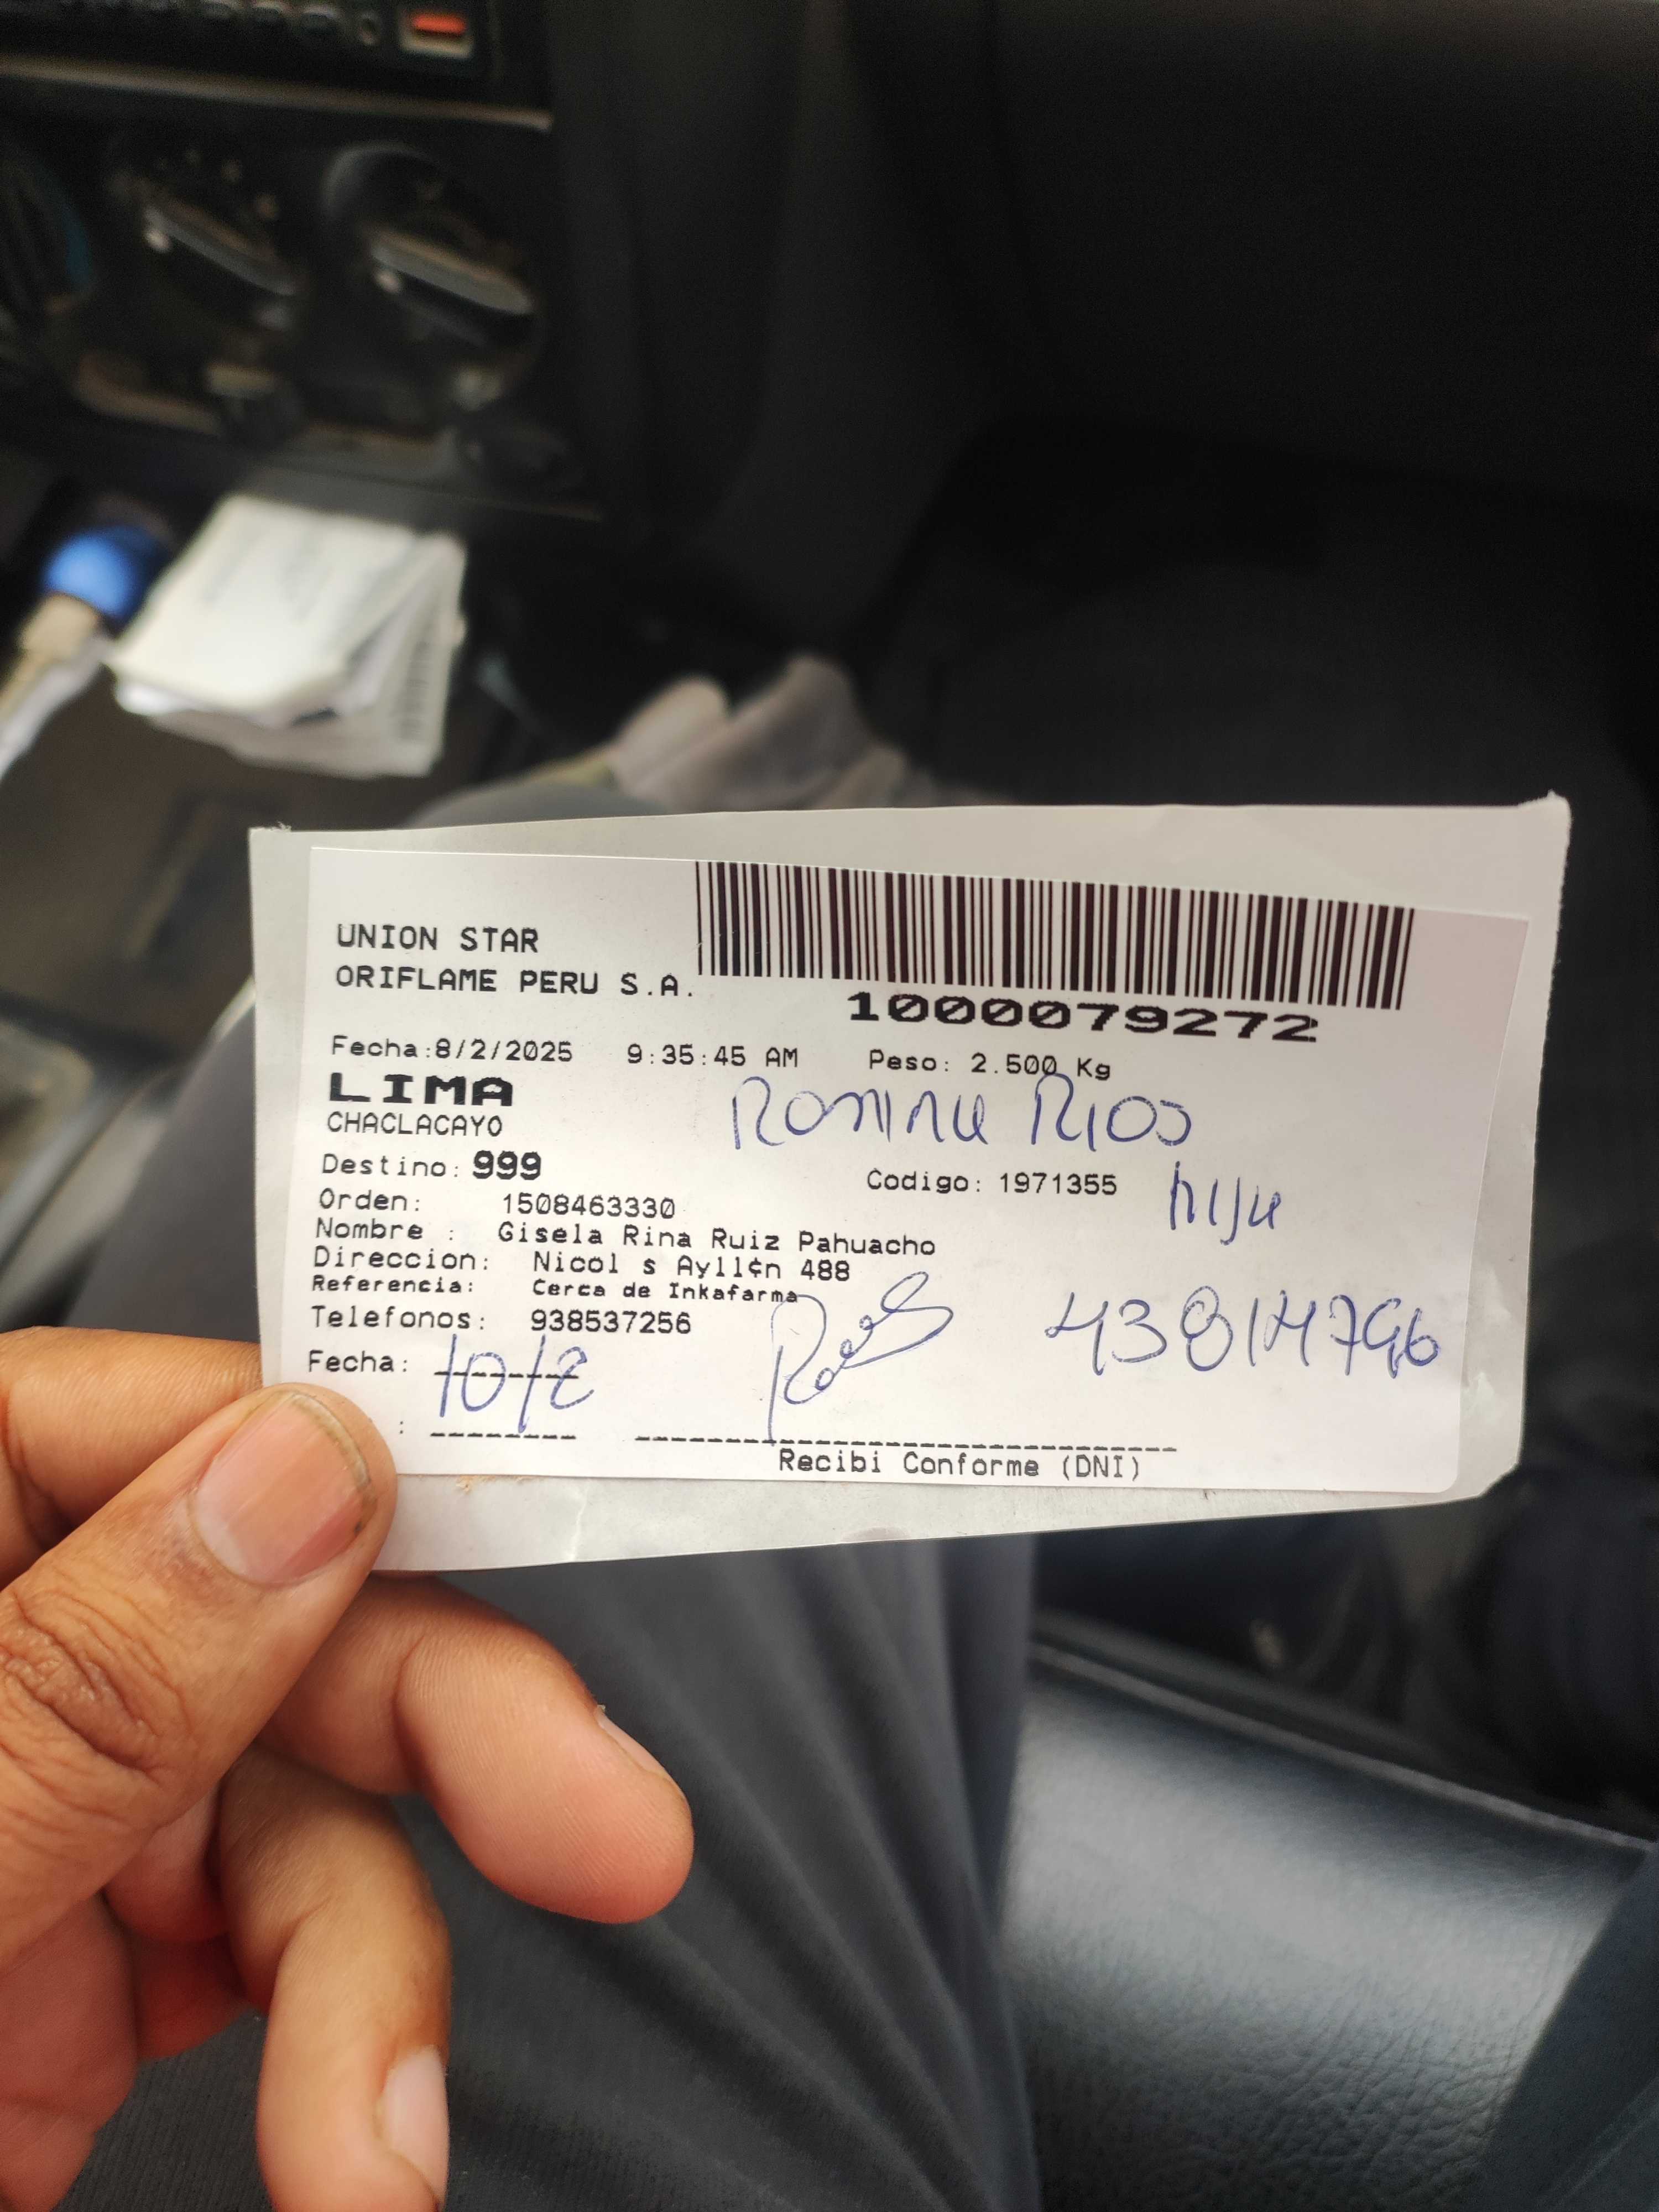 UNION STAR
ORIFLAME PERU S.A.
1000079272
Fecha:8/2/2025 9:35:45 AM Peso: 2.500 Kg
LIMA
CHACLACAYO
Rios
Destino: 999
Codigo: 1971355 hija
Orden: 1508463330
Nombre : Gisela Rina Ruiz Pahuacho
Direccion: Nicol s Ayll¢n 488
Referencia: Cerca de Inkafarma
Telefonos: 938537256
43814796
Fecha: 10/2
:
Recibi Conforme (DNI)